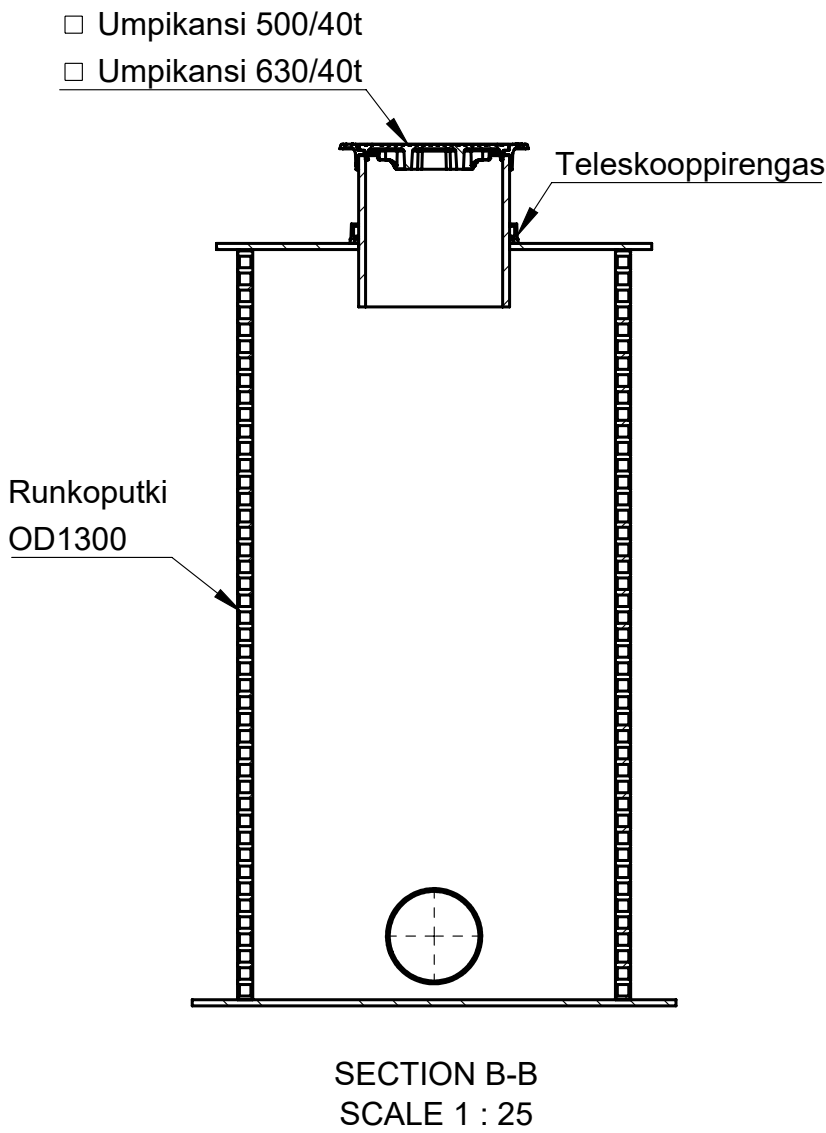 □ Umpikansi 500/40t
□ Umpikansi 630/40t
Teleskooppirengas
Runkoputki
OD1300
SECTION B-B
SCALE 1 : 25